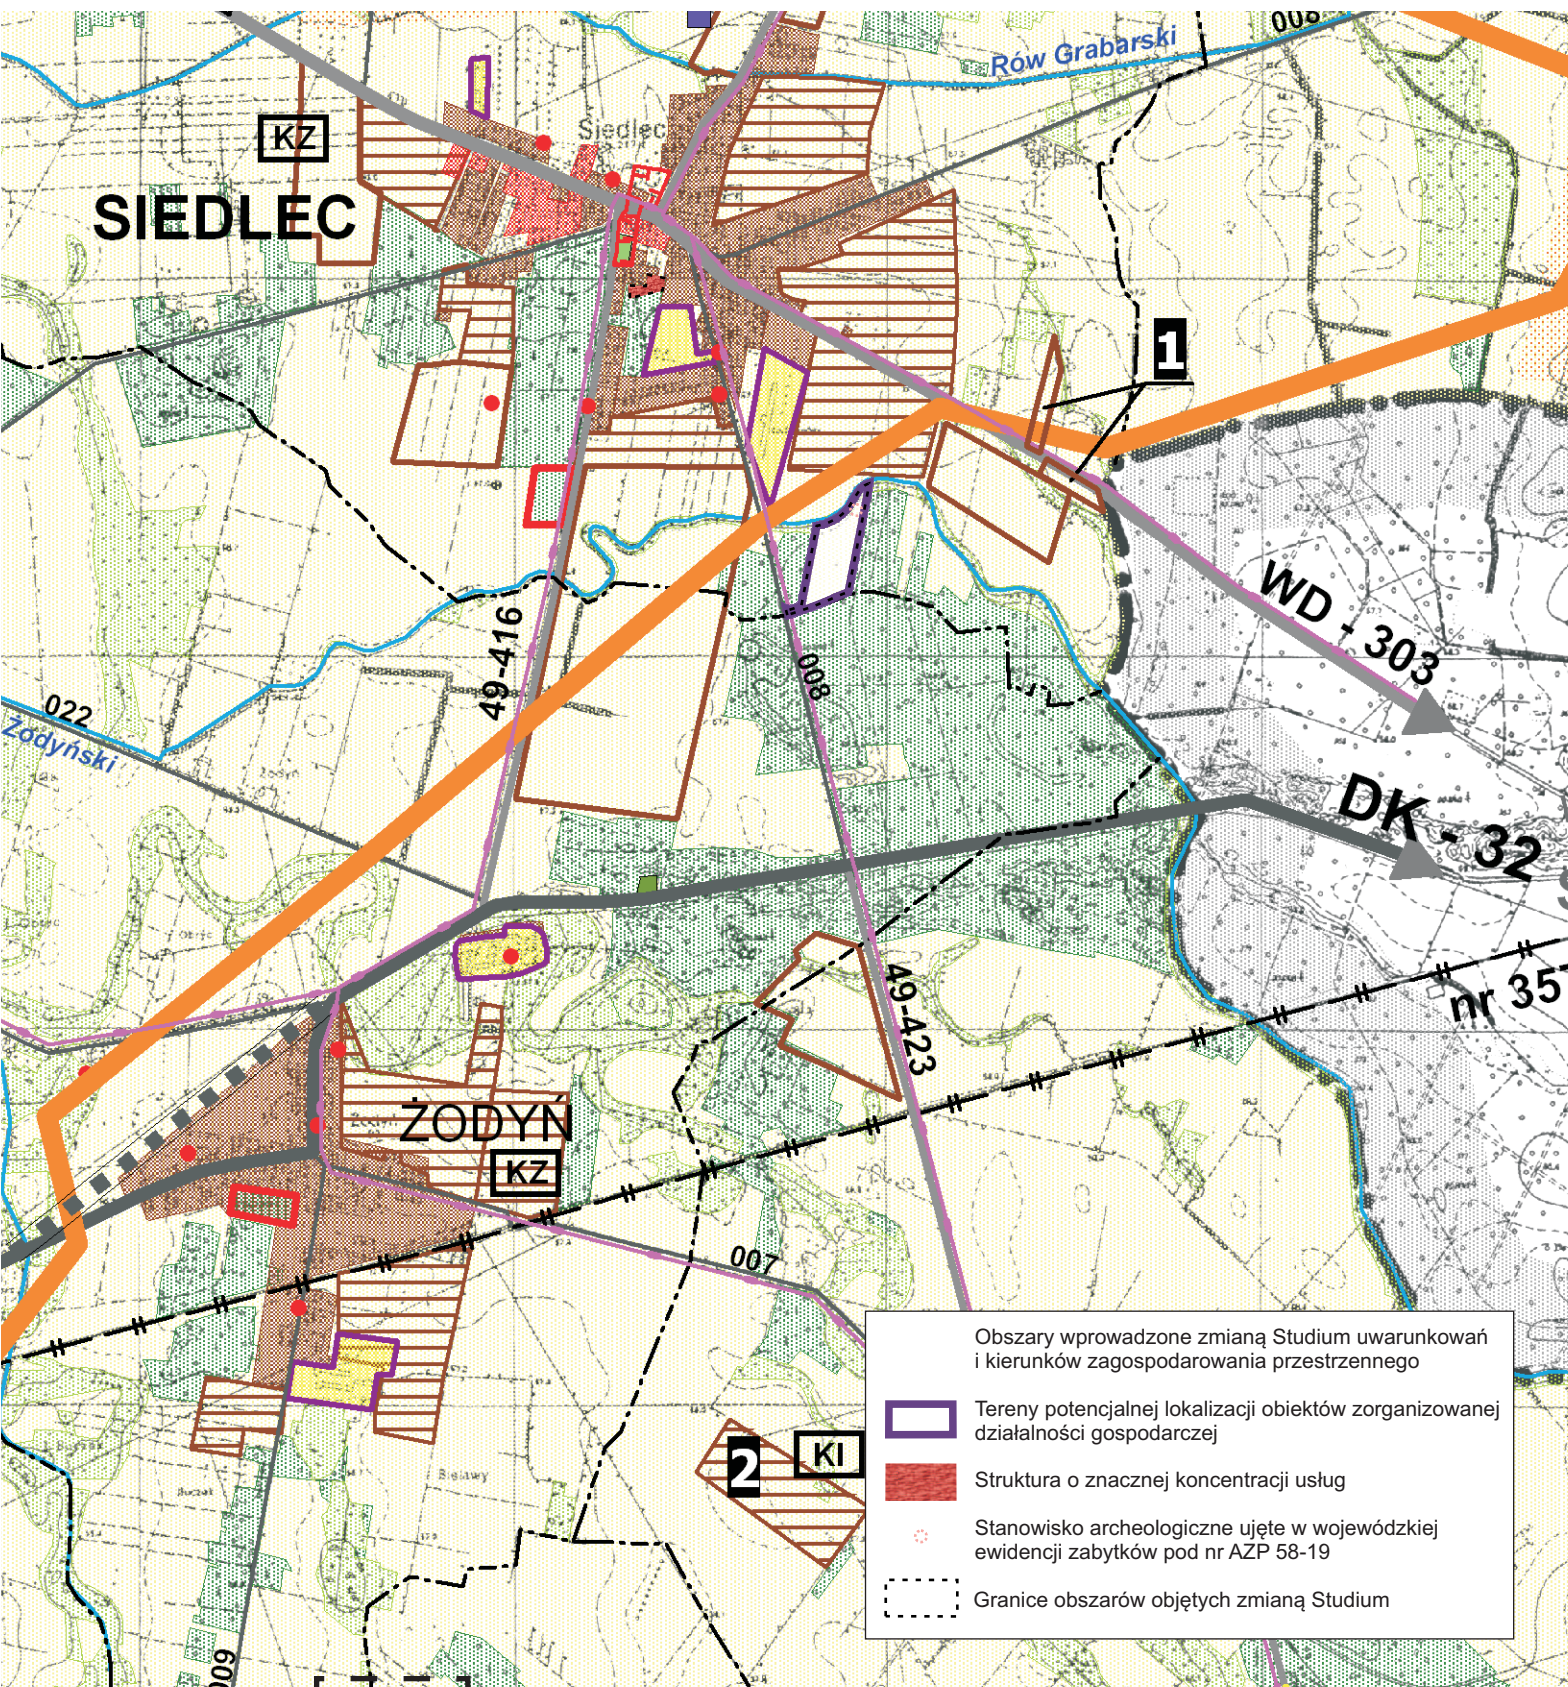 008
Rów Grabarski
KZ
Siedlec
SIEDLEC
1
WD - 303
49-416
008
022
Żodyński
DK - 32
nr 357
49-423
ŻODYŃ
KZ
007
2
KI
Bielawy
009
Obszary wprowadzone zmianą Studium uwarunkowań
i kierunków zagospodarowania przestrzennego
Tereny potencjalnej lokalizacji obiektów zorganizowanej
działalności gospodarczej
Struktura o znacznej koncentracji usług
Stanowisko archeologiczne ujęte w wojewódzkiej
ewidencji zabytków pod nr AZP 58-19
Granice obszarów objętych zmianą Studium